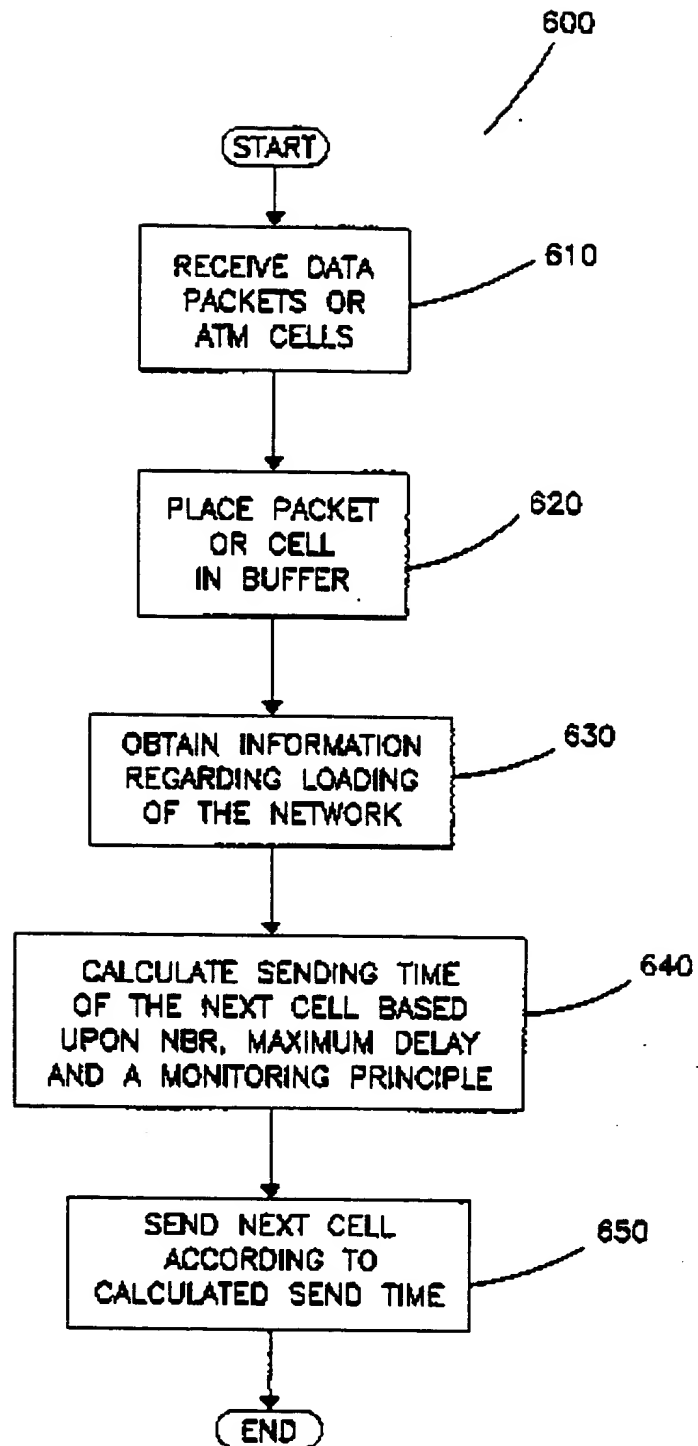 600
START
RECEIVE DATA
PACKETS OR
ATM CELLS
610
PLACE PACKET
OR CELL
IN BUFFER
620
OBTAIN INFORMATION
REGARDING LOADING
OF THE NETWORK
630
CALCULATE SENDING TIME
OF THE NEXT CELL BASED
UPON NBR, MAXIMUM DELAY
AND A MONITORING PRINCIPLE
640
SEND NEXT CELL
ACCORDING TO
CALCULATED SEND TIME
650
END